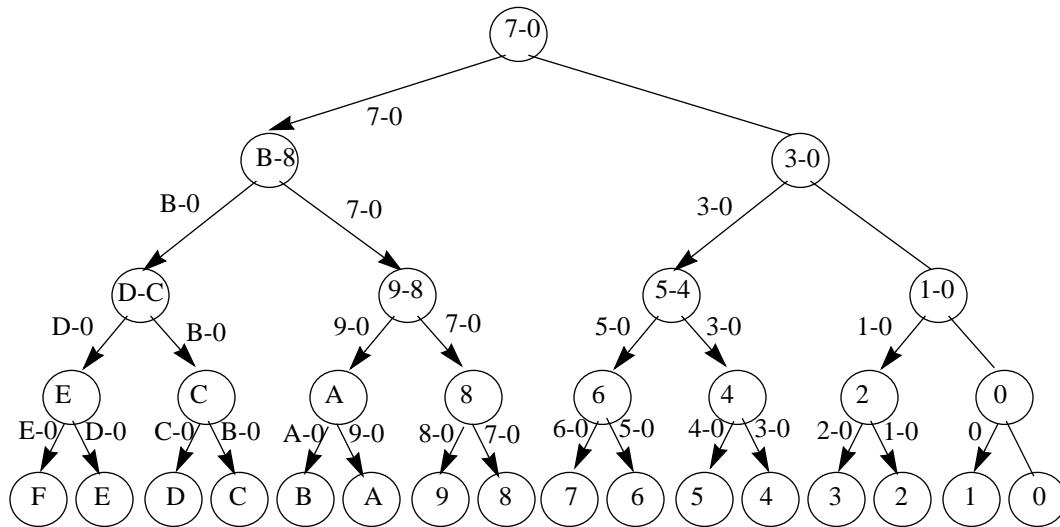 7-0
7-0
B-8 3-0
B-0 7-0 3-0
D-C 9-8 5-4 1-0
D-0 B-0 9-0 7-0 5-0 3-0 1-0
E C A 8 6 4 2 0
E-0 D-0 C-0 B-0 A-0 9-0 8-0 7-0 6-0 5-0 4-0 3-0 2-0 1-0 0
F E D C B A 9 8 7 6 5 4 3 2 1 0